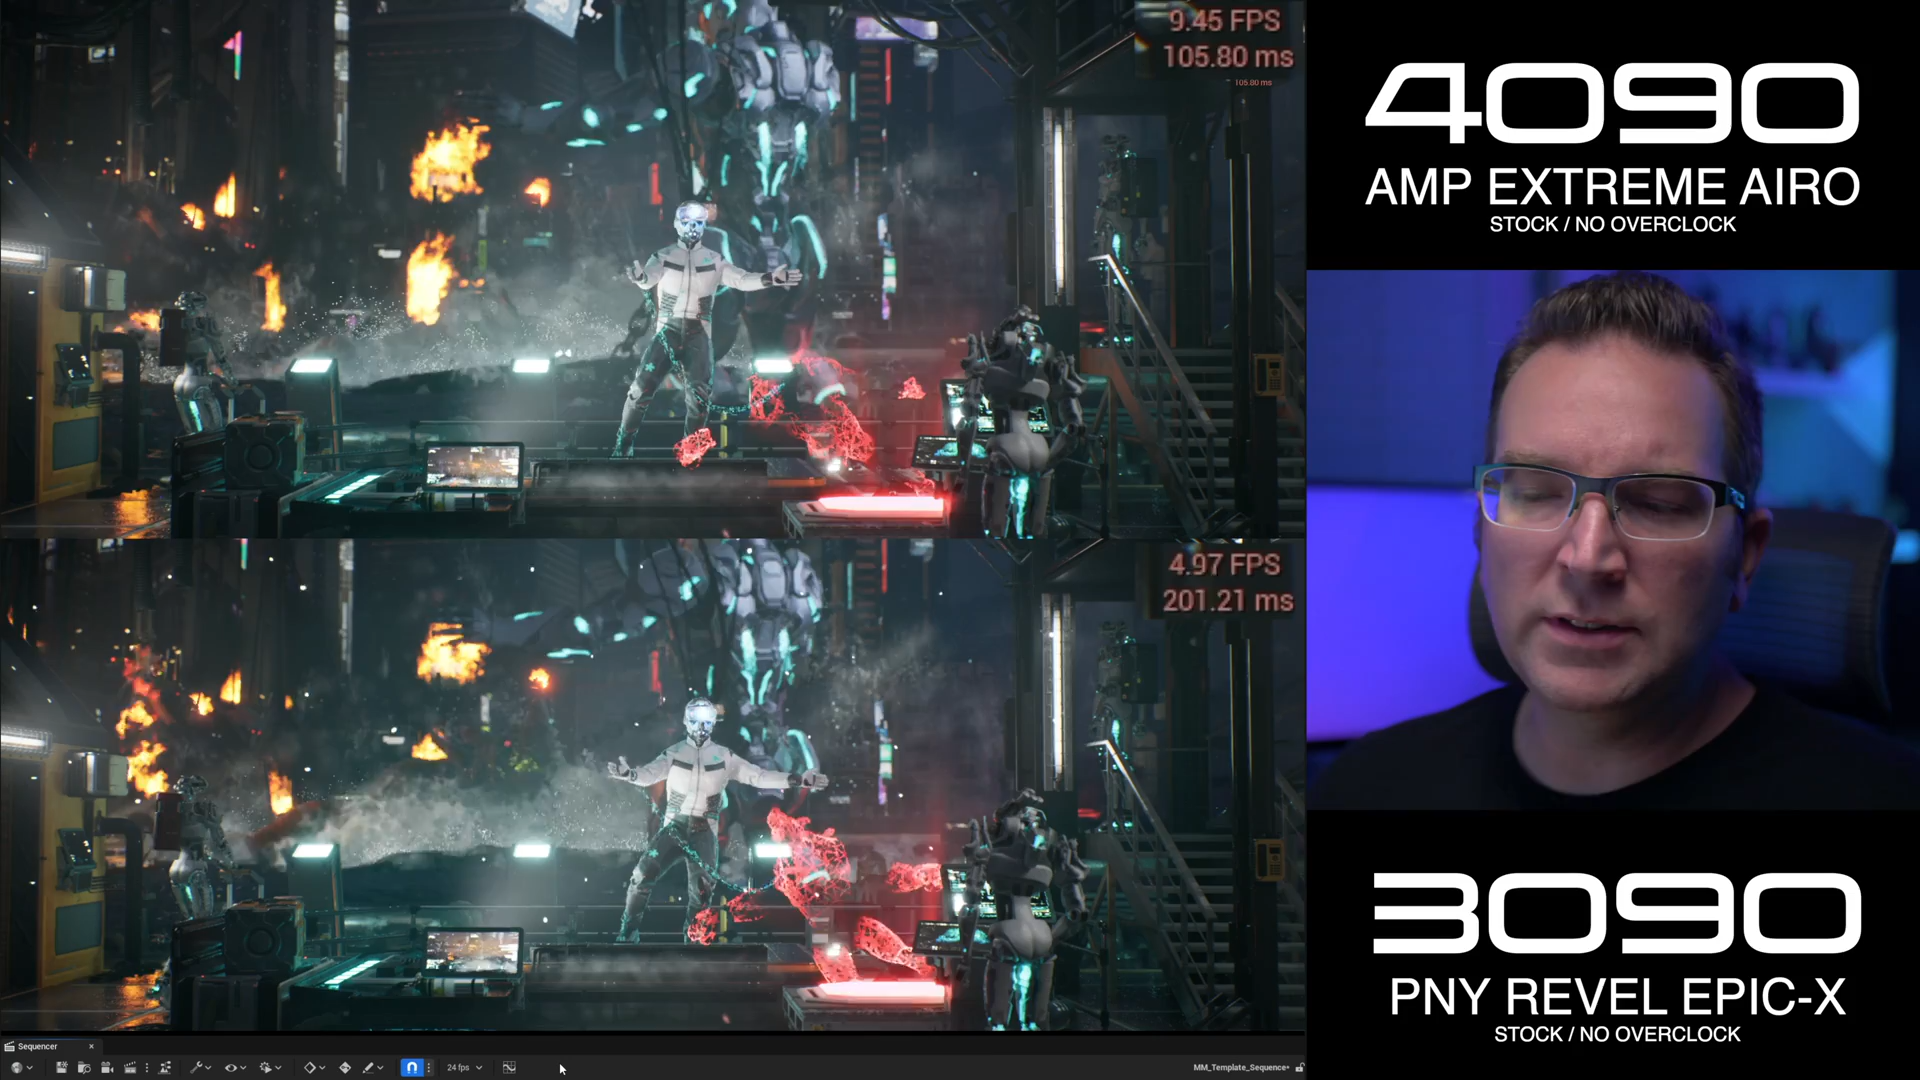 9.45 FPS
105.80 ms
105.80 ms
4090
AMP EXTREME AIRO
STOCK / NO OVERCLOCK
4.97 FPS
201.21 ms
3090
PNY REVEL EPIC-X
STOCK / NO OVERCLOCK
Sequencer
24 fps
MM_Template_Sequence*